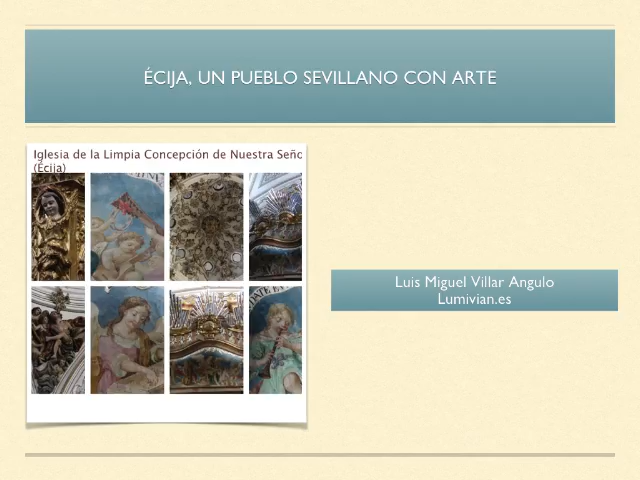 ÉCIJA, UN PUEBLO SEVILLANO CON ARTE
Iglesia de la Limpia Concepción de Nuestra Seño
(Écija)
Luis Miguel Villar Angulo
Lumivian.es